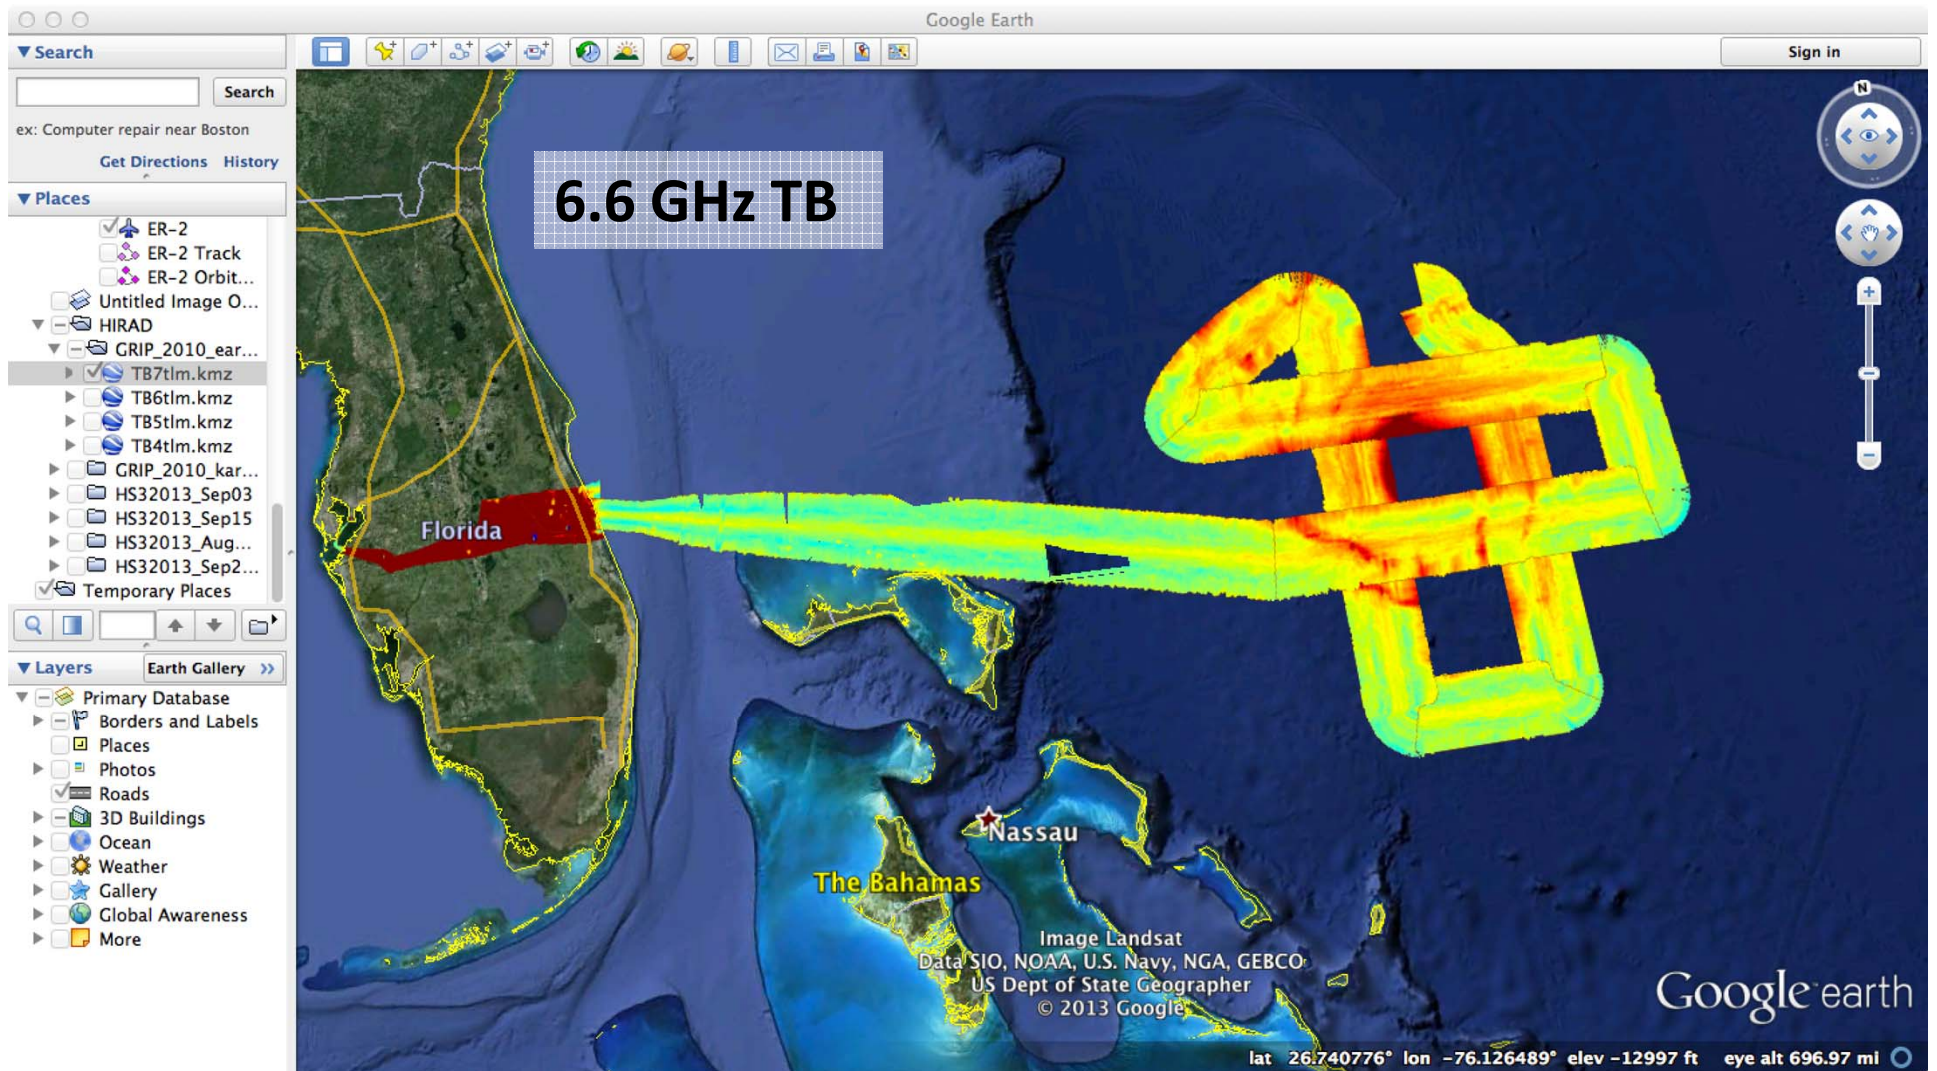 Google Earth
Search
Sign in
Search
ex: Computer repair near Boston
Get Directions History
Places
ER-2
ER-2 Track
ER-2 Orbit...
Untitled Image O...
HIRAD
GRIP_2010_ear...
TB7tlm.kmz
TB6tlm.kmz
TB5tlm.kmz
TB4tlm.kmz
GRIP_2010_kar...
HS32013_Sep03
HS32013_Sep15
HS32013_Aug...
HS32013_Sep2...
Temporary Places
Layers
Earth Gallery >>
Primary Database
Borders and Labels
Places
Photos
Roads
3D Buildings
Ocean
Weather
Gallery
Global Awareness
More
6.6 GHz TB
N
Florida
Nassau
The Bahamas
Image Landsat
Data SIO, NOAA, U.S. Navy, NGA, GEBCO
US Dept of State Geographer
© 2013 Google
Google earth
lat 26.740776° lon -76.126489° elev -12997 ft eye alt 696.97 mi